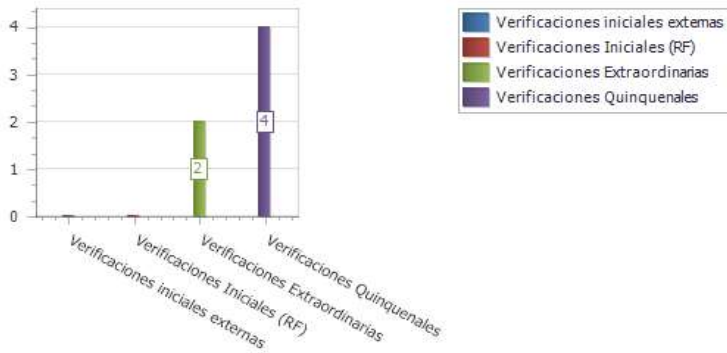 4
3
2
1
0
2
4
Verificaciones iniciales externas
Verificaciones Iniciales (RF)
Verificaciones Extraordinarias
Verificaciones Quinquenales
Verificaciones iniciales externas
Verificaciones Iniciales (RF)
Verificaciones Extraordinarias
Verificaciones Quinquenales